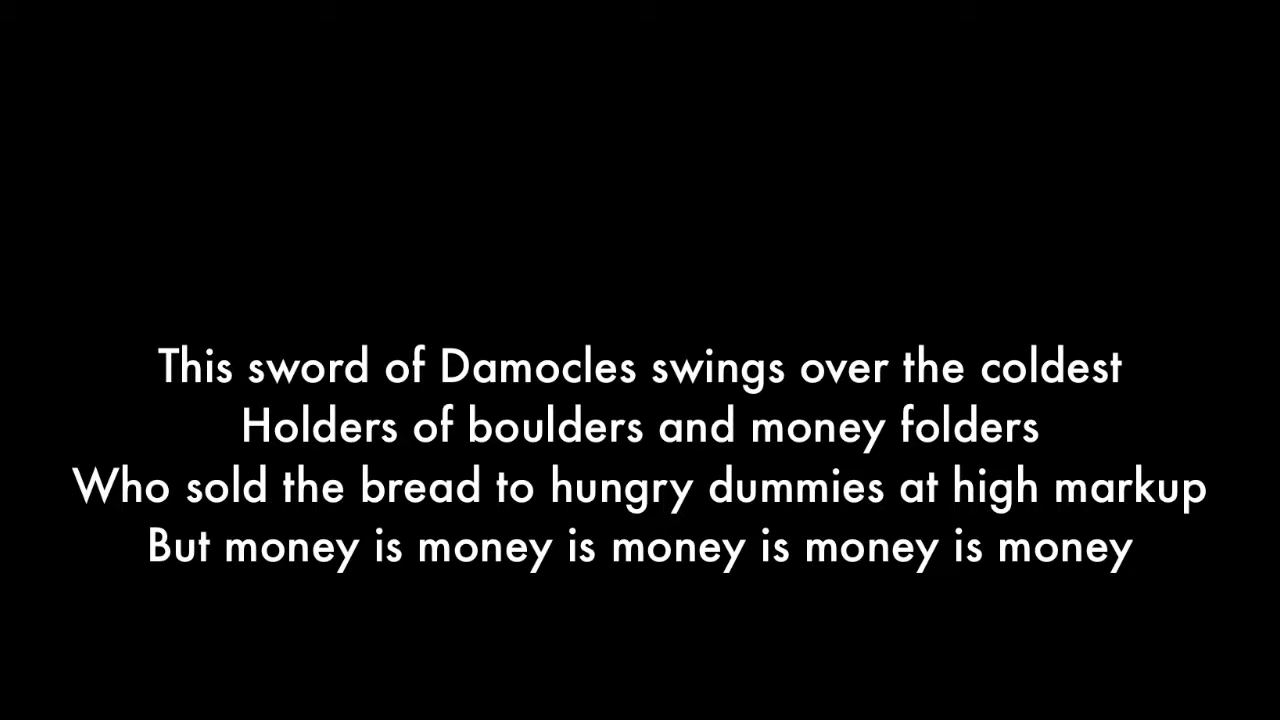 This sword of Damocles swings over the coldest
Holders of boulders and money folders
Who sold the bread to hungry dummies at high markup
But money is money is money is money is money